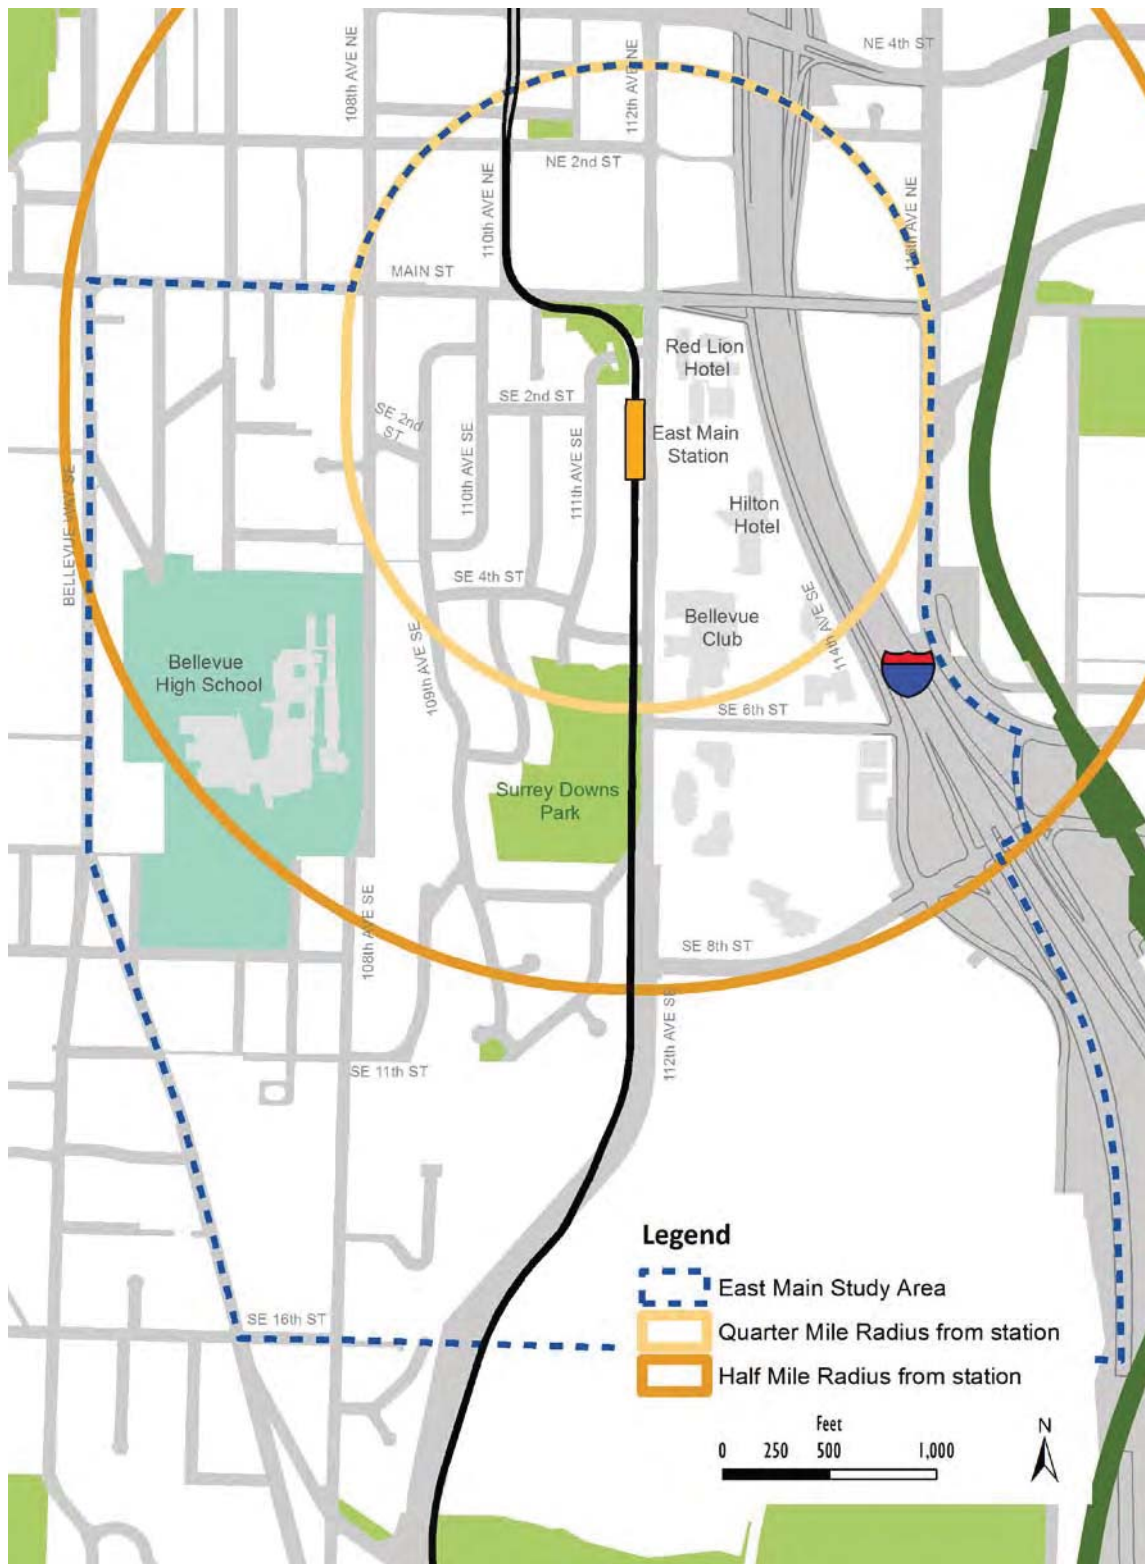 NE 4th ST
108th AVE NE
112th AVE NE
NE 2nd ST
110th AVE NE
MAIN ST
Red Lion
Hotel
SE 2nd ST
SE 2nd
ST
East Main
Station
110th AVE SE
111th AVE SE
Hilton
Hotel
BELLEVUE WAY SE
SE 4th ST
Bellevue
Club
114th AVE SE
109th AVE SE
Bellevue
High School
SE 6th ST
Surrey Downs
Park
108th AVE SE
SE 8th ST
112th AVE SE
SE 11th ST
SE 16th ST
Legend
East Main Study Area
Quarter Mile Radius from station
Half Mile Radius from station
Feet
0 250 500 1,000
N